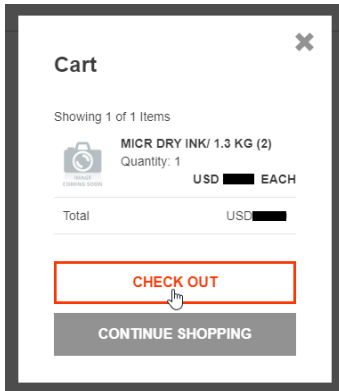 Cart
Showing 1 of 1 Items
MICR DRY INK/ 1.3 KG (2)
Quantity: 1
IMAGE
COMING SOON
USD EACH
Total USD
CHECK OUT
CONTINUE SHOPPING